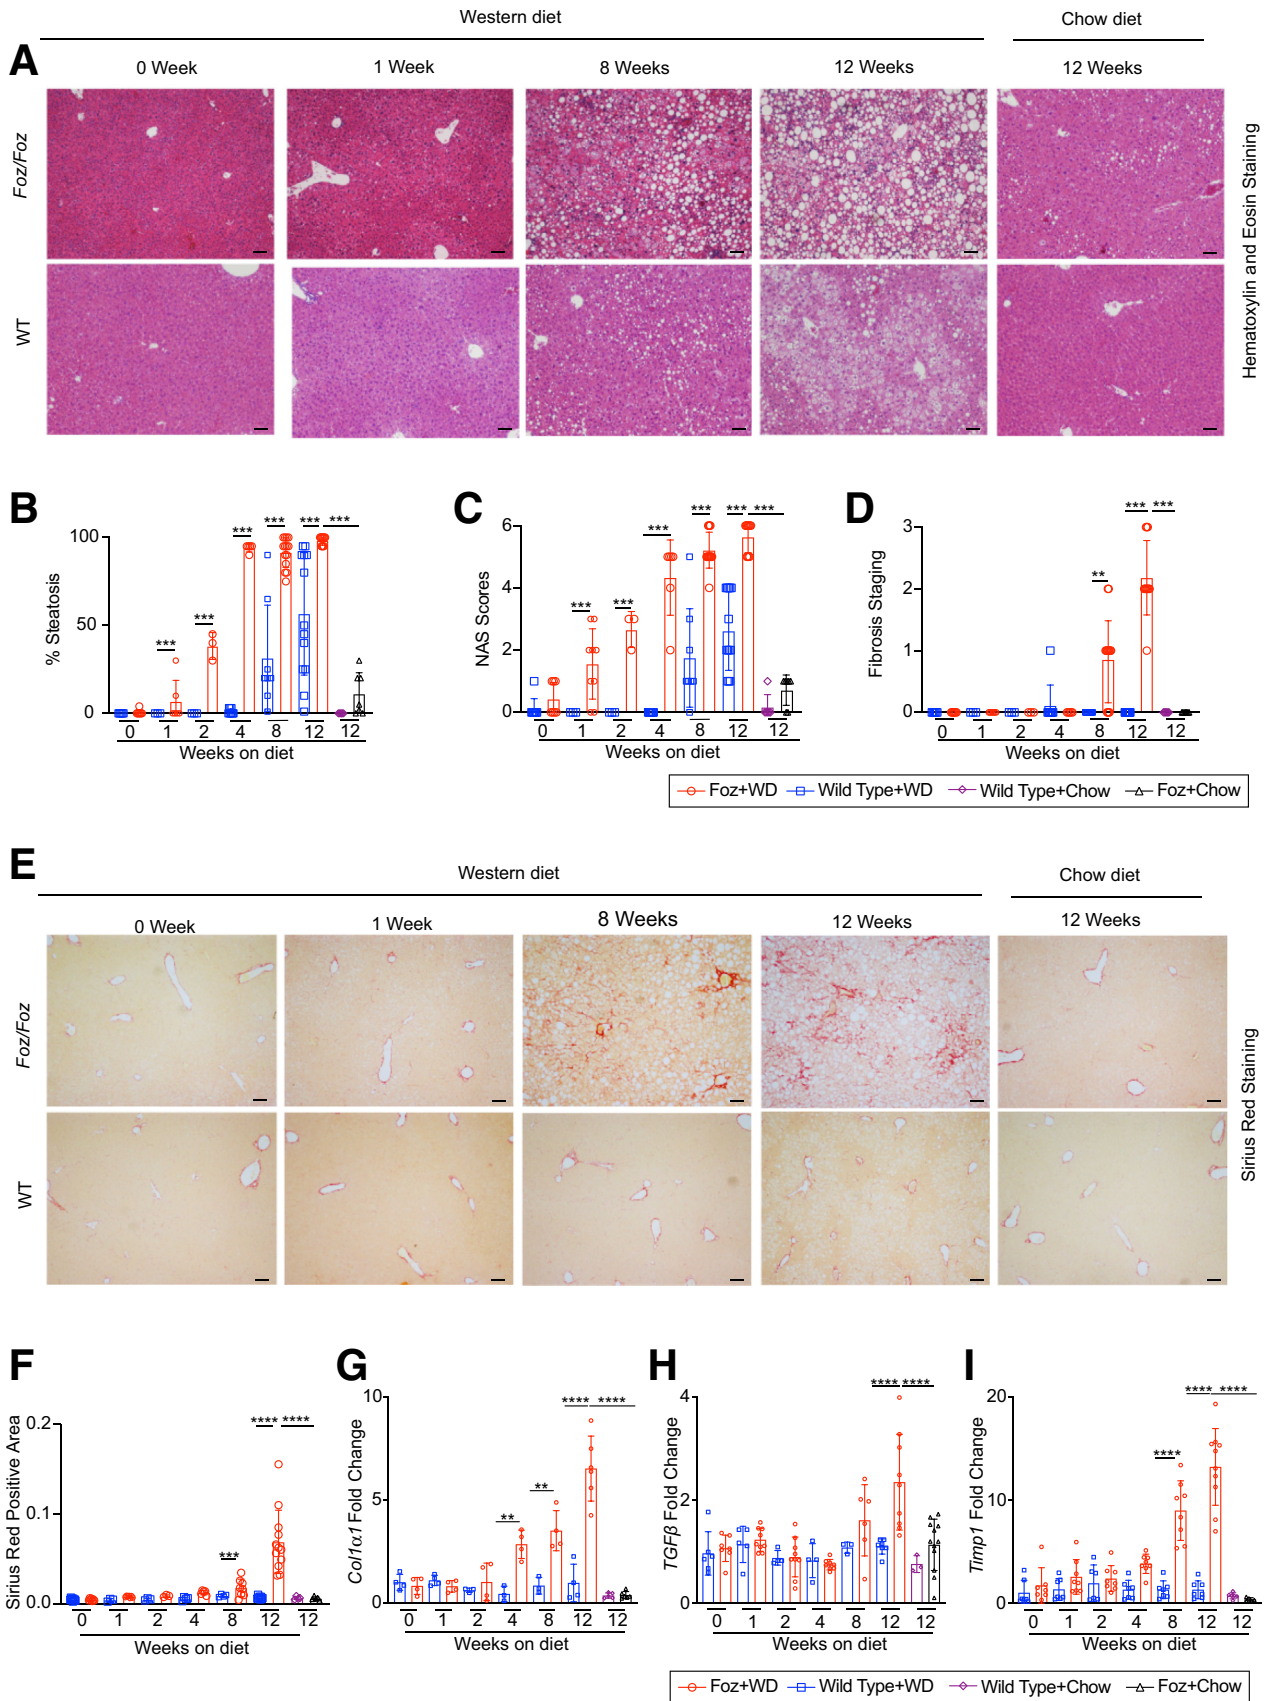 Western diet
Chow diet
A
0 Week
1 Week
8 Weeks
12 Weeks
12 Weeks
Foz/Foz
WT
Hematoxylin and Eosin Staining
B
% Steatosis
100
50
0
***
***
***
***
***
***
0 1 2 4 8 12 12
Weeks on diet
C
NAS Scores
6
4
2
0
***
***
***
***
***
***
0 1 2 4 8 12 12
Weeks on diet
D
Fibrosis Staging
3
2
1
0
**
***
***
0 1 2 4 8 12 12
Weeks on diet
Foz+WD Wild Type+WD Wild Type+Chow Foz+Chow
E
Western diet
Chow diet
0 Week
1 Week
8 Weeks
12 Weeks
12 Weeks
Foz/Foz
WT
Sirius Red Staining
F
Sirius Red Positive Area
0.2
0.1
0.0
***
****
****
0 1 2 4 8 12 12
Weeks on diet
G
Col1α1 Fold Change
10
5
0
**
**
****
****
0 1 2 4 8 12 12
Weeks on diet
H
TGFβ Fold Change
4
2
0
****
****
0 1 2 4 8 12 12
Weeks on diet
I
Timp1 Fold Change
20
10
0
****
****
****
0 1 2 4 8 12 12
Weeks on diet
Foz+WD Wild Type+WD Wild Type+Chow Foz+Chow